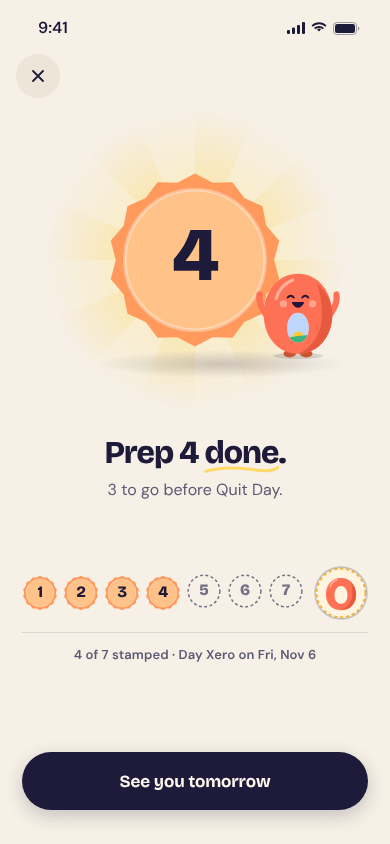 9:41
4
Prep 4 done.
3 to go before Quit Day.
1 2 3 4 5 6 7 0
4 of 7 stamped · Day Xero on Fri, Nov 6
See you tomorrow